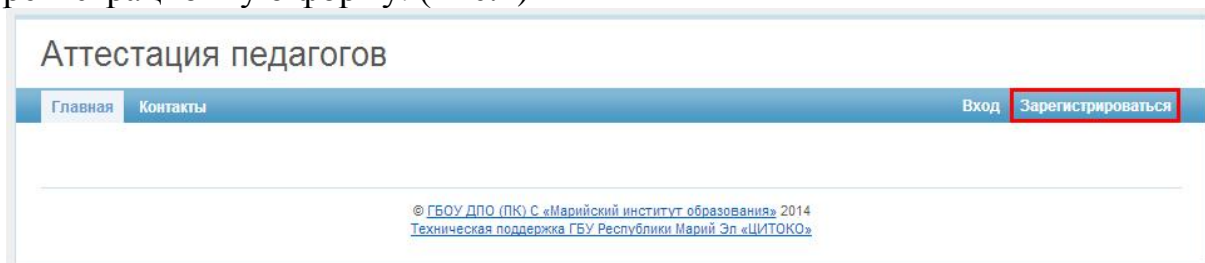 Аттестация педагогов
Главная Контакты Вход Зарегистрироваться
© ГБОУ ДПО (ПК) С «Марийский институт образования» 2014
Техническая поддержка ГБУ Республики Марий Эл «ЦИТОКО»